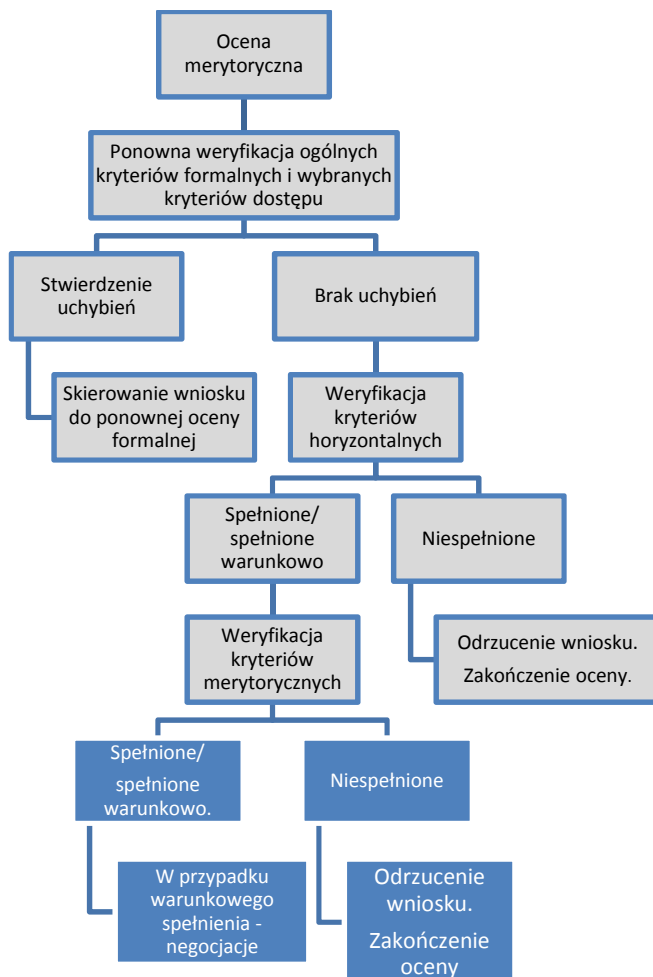 Ocena
merytoryczna
Ponowna weryfikacja ogólnych
kryteriów formalnych i wybranych
kryteriów dostępu
Stwierdzenie
uchybień
Brak uchybień
Skierowanie wniosku
do ponownej oceny
formalnej
Weryfikacja
kryteriów
horyzontalnych
Spełnione/
spełnione
warunkowo
Niespełnione
Weryfikacja
kryteriów
merytorycznych
Odrzucenie wniosku.
Zakończenie oceny.
Spełnione/
spełnione
warunkowo.
Niespełnione
W przypadku
warunkowego
spełnienia -
negocjacje
Odrzucenie
wniosku.
Zakończenie
oceny